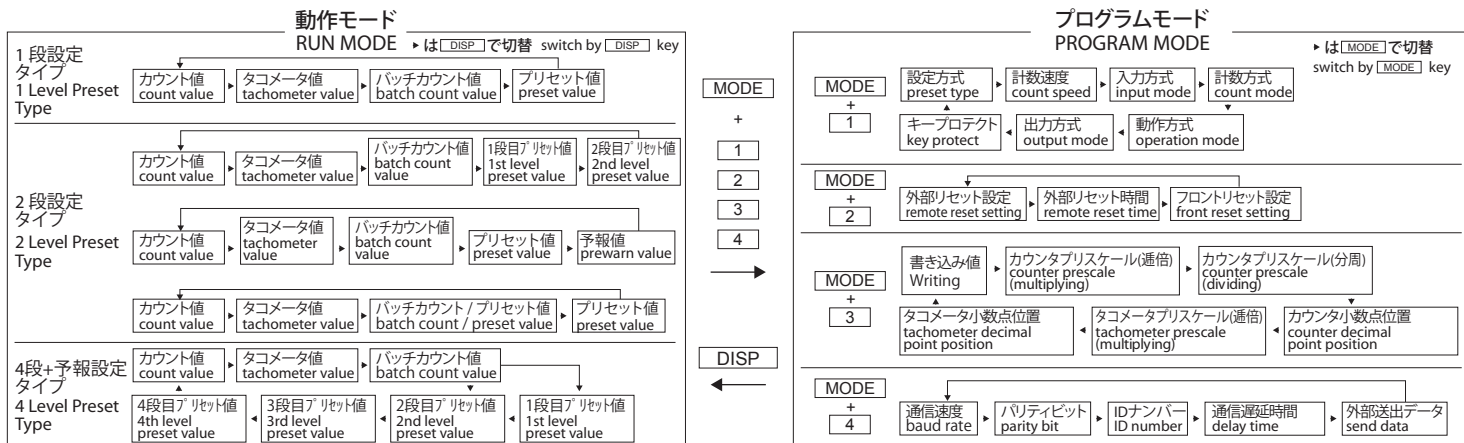 動作モード
RUN MODE
▶ は DISP で切替 switch by DISP key
1 段設定
タイプ
1 Level Preset
Type
カウント値
count value
タコメータ値
tachometer value
バッチカウント値
batch count value
プリセット値
preset value
2 段設定
タイプ
2 Level Preset
Type
カウント値
count value
タコメータ値
tachometer value
バッチカウント値
batch count
value
1段目プリセット値
1st level
preset value
2段目プリセット値
2nd level
preset value
カウント値
count value
タコメータ値
tachometer
value
バッチカウント値
batch count
value
プリセット値
preset value
予報値
prewarn value
カウント値
count value
タコメータ値
tachometer value
バッチカウント / プリセット値
batch count / preset value
プリセット値
preset value
4段+予報設定
タイプ
4 Level Preset
Type
カウント値
count value
タコメータ値
tachometer value
バッチカウント値
batch count value
4段目プリセット値
4th level
preset value
3段目プリセット値
3rd level
preset value
2段目プリセット値
2nd level
preset value
1段目プリセット値
1st level
preset value
MODE
+
1
2
3
4
DISP
プログラムモード
PROGRAM MODE
▶ は MODE で切替
switch by MODE key
MODE
+
1
設定方式
preset type
計数速度
count speed
入力方式
input mode
計数方式
count mode
キープロテクト
key protect
出力方式
output mode
動作方式
operation mode
MODE
+
2
外部リセット設定
remote reset setting
外部リセット時間
remote reset time
フロントリセット設定
front reset setting
MODE
+
3
書き込み値
Writing
カウンタプリスケール(逓倍)
counter prescale
(multiplying)
カウンタプリスケール(分周)
counter prescale
(dividing)
タコメータ小数点位置
tachometer decimal
point position
タコメータプリスケール(逓倍)
tachometer prescale
(multiplying)
カウンタ小数点位置
counter decimal
point position
MODE
+
4
通信速度
baud rate
パリティビット
parity bit
IDナンバー
ID number
通信遅延時間
delay time
外部送出データ
send data